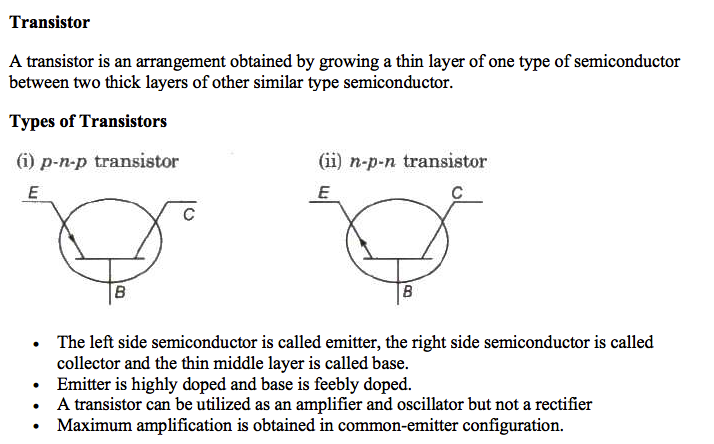 Transistor
A transistor is an arrangement obtained by growing a thin layer of one type of semiconductor
between two thick layers of other similar type semiconductor.
Types of Transistors
(i) p-n-p transistor
(ii) n-p-n transistor
E
C
B
E
C
B
• The left side semiconductor is called emitter, the right side semiconductor is called
collector and the thin middle layer is called base.
• Emitter is highly doped and base is feebly doped.
• A transistor can be utilized as an amplifier and oscillator but not a rectifier
• Maximum amplification is obtained in common-emitter configuration.